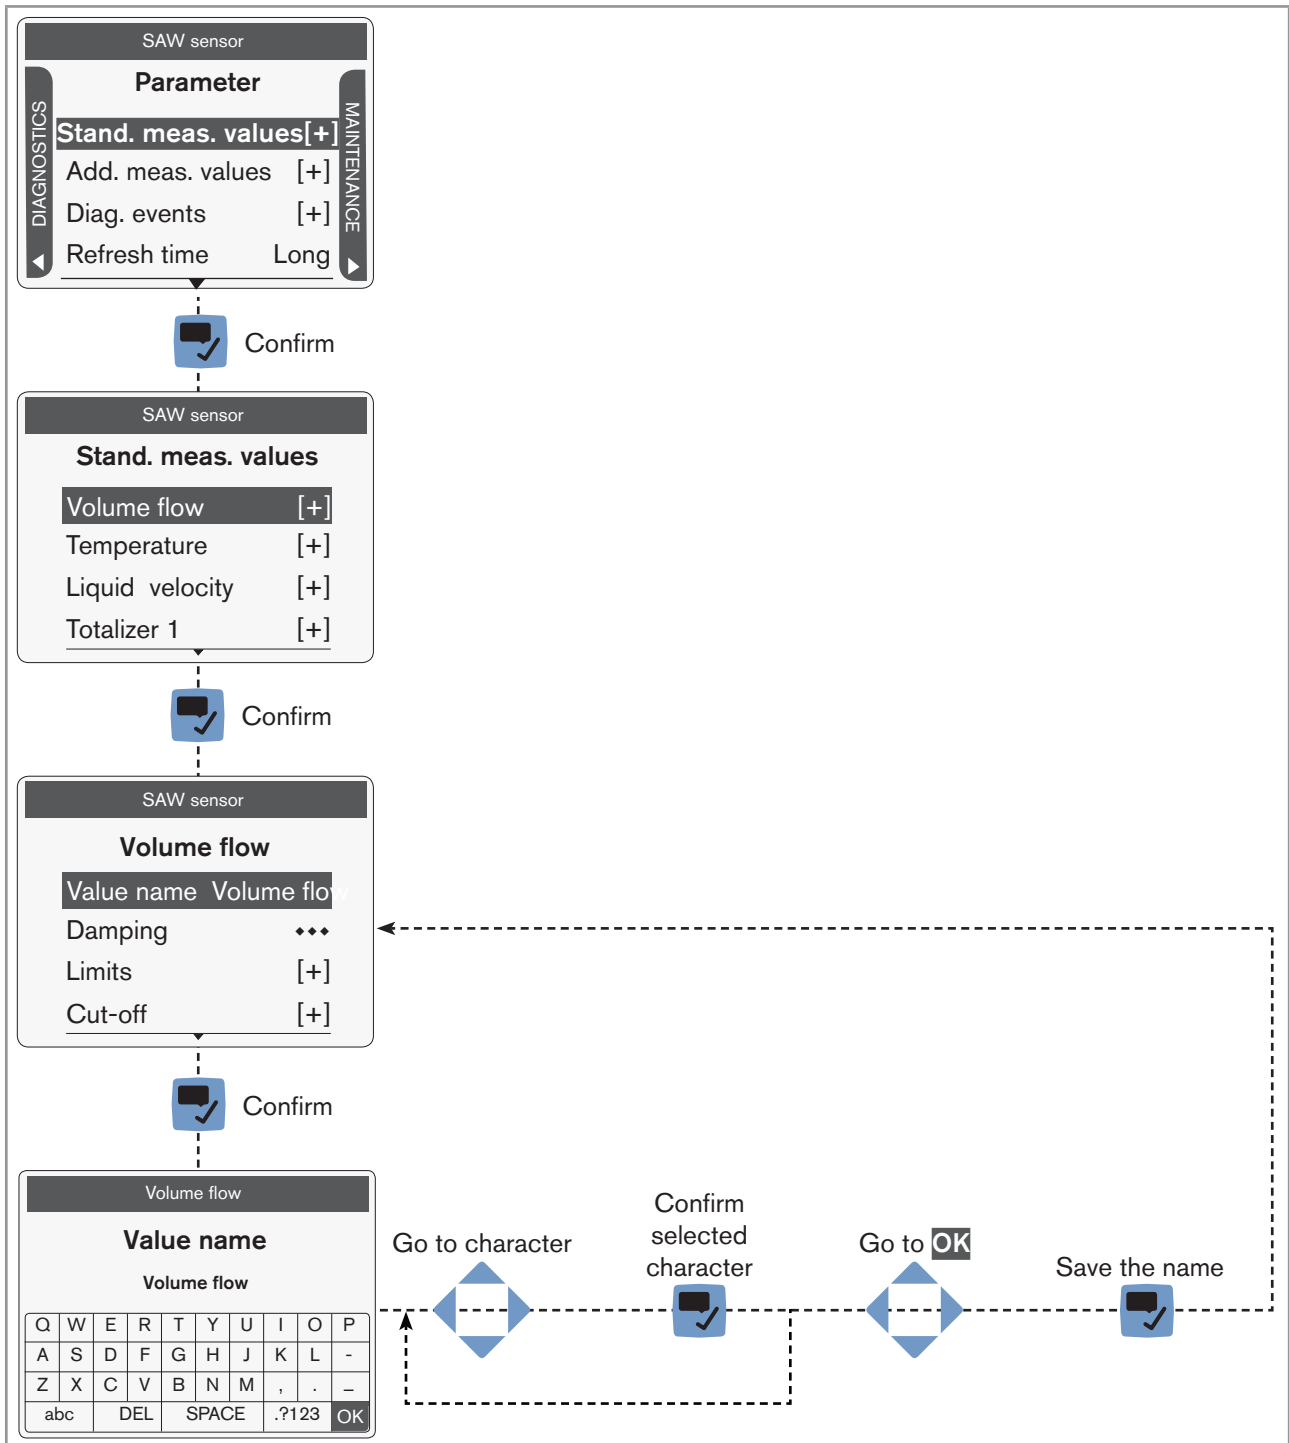 SAW sensor
Parameter
DIAGNOSTICS
MAINTENANCE
Stand. meas. values[+]
Add. meas. values [+]
Diag. events [+]
Refresh time Long
Confirm
SAW sensor
Stand. meas. values
Volume flow [+]
Temperature [+]
Liquid velocity [+]
Totalizer 1 [+]
Confirm
SAW sensor
Volume flow
Value name Volume flow
Damping
Limits [+]
Cut-off [+]
Confirm
Volume flow
Value name
Volume flow
Q W E R T Y U I O P
A S D F G H J K L -
Z X C V B N M , . _
abc DEL SPACE .?123 OK
Go to character
Confirm
selected
character
Go to OK
Save the name